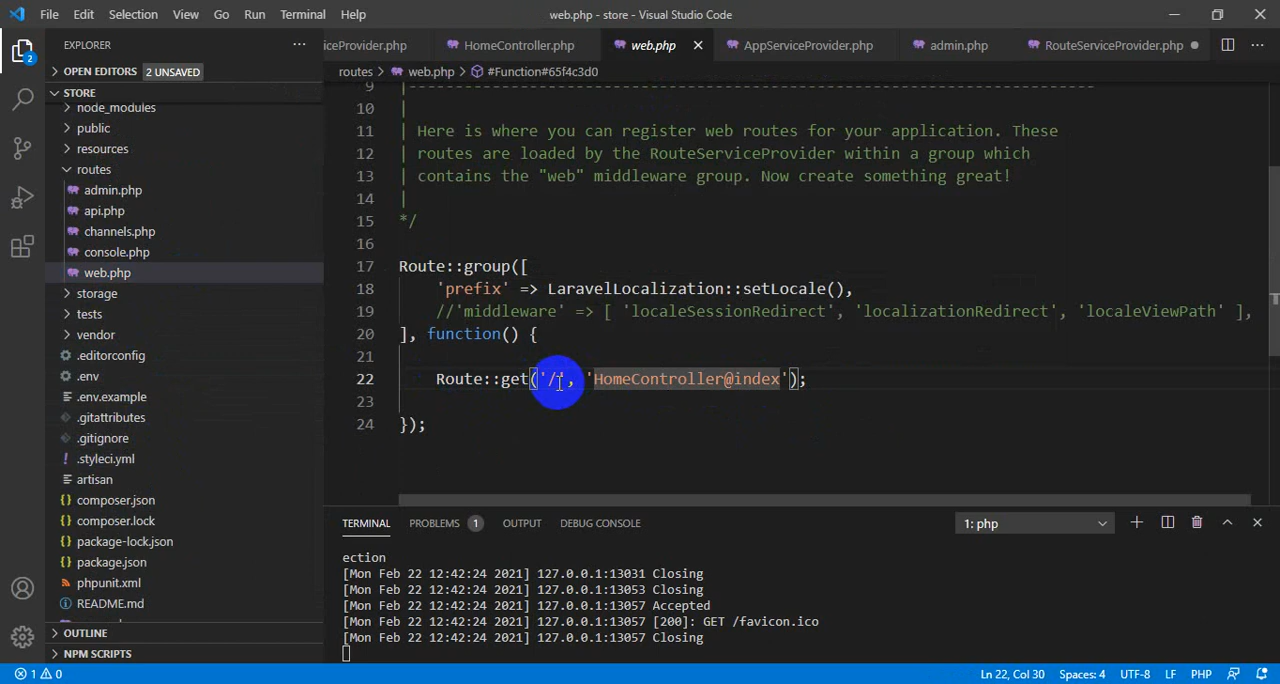 File Edit Selection View Go Run Terminal Help web.php - store - Visual Studio Code
EXPLORER
iceProvider.php HomeController.php web.php AppServiceProvider.php admin.php RouteServiceProvider.php
2
OPEN EDITORS 2 UNSAVED
STORE
node_modules
public
resources
routes
admin.php
api.php
channels.php
console.php
web.php
storage
tests
vendor
.editorconfig
.env
.env.example
.gitattributes
.gitignore
.styleci.yml
artisan
composer.json
composer.lock
package-lock.json
package.json
phpunit.xml
README.md
OUTLINE
NPM SCRIPTS
routes > web.php > #Function#65f4c3d0
9 |--------------------------------------------------------------------------
10 |
11 | Here is where you can register web routes for your application. These
12 | routes are loaded by the RouteServiceProvider within a group which
13 | contains the "web" middleware group. Now create something great!
14 |
15 */
16
17 Route::group([
18 'prefix' => LaravelLocalization::setLocale(),
19 //'middleware' => [ 'localeSessionRedirect', 'localizationRedirect', 'localeViewPath' ],
20 ], function() {
21
22 Route::get('/', 'HomeController@index');
23
24 });
TERMINAL PROBLEMS 1 OUTPUT DEBUG CONSOLE 1: php
ection
[Mon Feb 22 12:42:24 2021] 127.0.0.1:13031 Closing
[Mon Feb 22 12:42:24 2021] 127.0.0.1:13053 Closing
[Mon Feb 22 12:42:24 2021] 127.0.0.1:13057 Accepted
[Mon Feb 22 12:42:24 2021] 127.0.0.1:13057 [200]: GET /favicon.ico
[Mon Feb 22 12:42:24 2021] 127.0.0.1:13057 Closing
1 0 Ln 22, Col 30 Spaces: 4 UTF-8 LF PHP